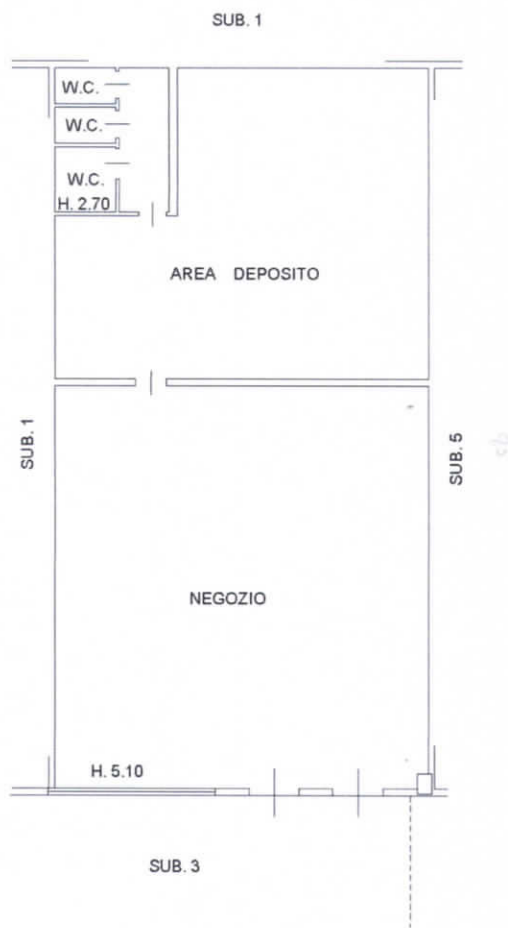 SUB. 1
W.C.
W.C.
W.C.
H. 2.70
AREA DEPOSITO
SUB. 1
SUB. 5
NEGOZIO
H. 5.10
SUB. 3